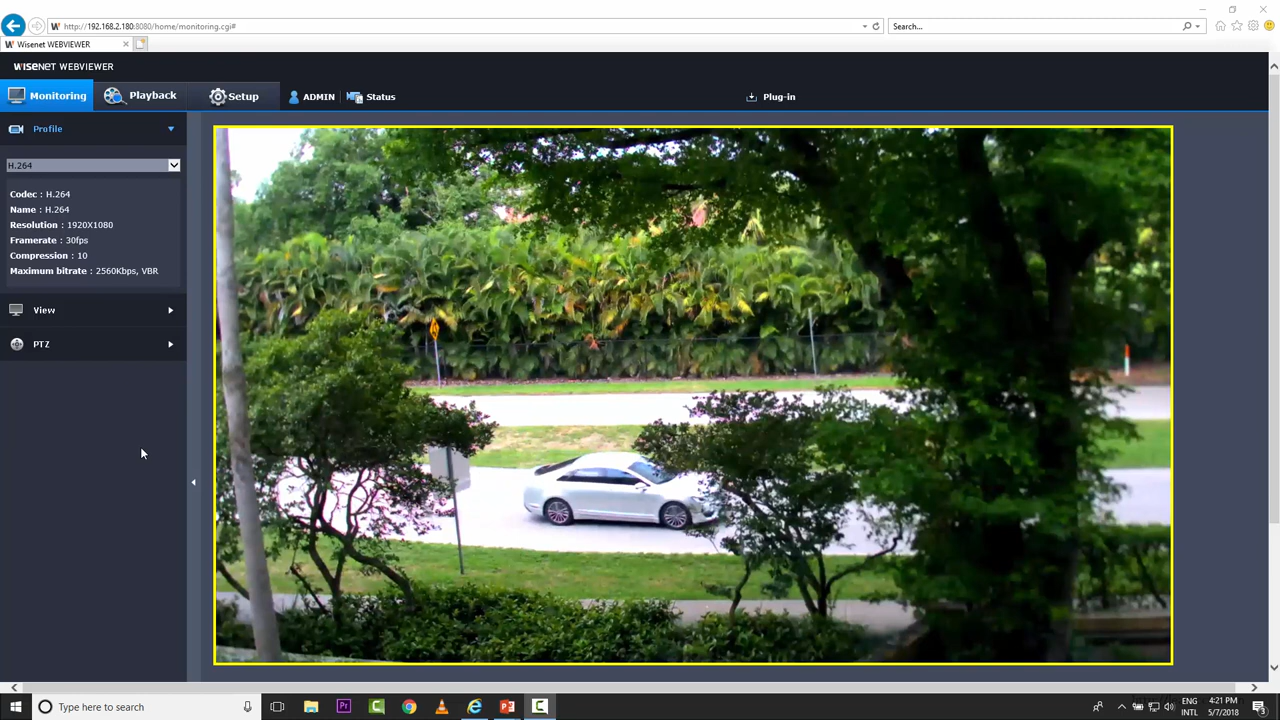 http://192.168.2.180:8080/home/monitoring.cgi#
Search...
Wisenet WEBVIEWER
WISENET WEBVIEWER
Monitoring
Playback
Setup
ADMIN
Status
Plug-in
Profile
H.264
Codec : H.264
Name : H.264
Resolution : 1920X1080
Framerate : 30fps
Compression : 10
Maximum bitrate : 2560Kbps, VBR
View
PTZ
Type here to search
Pr
ENG
INTL
4:21 PM
5/7/2018
3